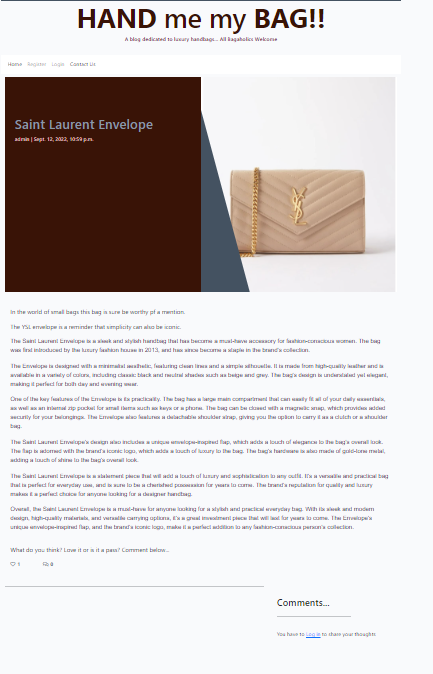 HAND me my BAG!!
A blog dedicated to luxury handbags... All Bagaholics Welcome
Home Register Login Contact Us
Saint Laurent Envelope
admin | Sept. 12, 2022, 10:59 p.m.
YSL
In the world of small bags this bag is sure be worthy pf a mention.
The YSL envelope is a reminder that simplicity can also be iconic.
The Saint Laurent Envelope is a sleek and stylish handbag that has become a must-have accessory for fashion-conscious women. The bag
was first introduced by the luxury fashion house in 2013, and has since become a staple in the brand's collection.
The Envelope is designed with a minimalist aesthetic, featuring clean lines and a simple silhouette. It is made from high-quality leather and is
available in a variety of colors, including classic black and neutral shades such as beige and grey. The bag's design is understated yet elegant,
making it perfect for both day and evening wear.
One of the key features of the Envelope is its practicality. The bag has a large main compartment that can easily fit all of your daily essentials,
as well as an internal zip pocket for small items such as keys or a phone. The bag can be closed with a magnetic snap, which provides added
security for your belongings. The Envelope also features a detachable shoulder strap, giving you the option to carry it as a clutch or a shoulder
bag.
The Saint Laurent Envelope's design also includes a unique envelope-inspired flap, which adds a touch of elegance to the bag's overall look.
The flap is adorned with the brand's iconic logo, which adds a touch of luxury to the bag. The bag's hardware is also made of gold-tone metal,
adding a touch of shine to the bag's overall look.
The Saint Laurent Envelope is a statement piece that will add a touch of luxury and sophistication to any outfit. It's a versatile and practical bag
that is perfect for everyday use, and is sure to be a cherished possession for years to come. The brand's reputation for quality and luxury
makes it a perfect choice for anyone looking for a designer handbag.
Overall, the Saint Laurent Envelope is a must-have for anyone looking for a stylish and practical everyday bag. With its sleek and modern
design, high-quality materials, and versatile carrying options, it's a great investment piece that will last for years to come. The Envelope's
unique envelope-inspired flap, and the brand's iconic logo, make it a perfect addition to any fashion-conscious person's collection.
What do you think? Love it or is it a pass? Comment below...
1 0
Comments...
You have to Log in to share your thoughts